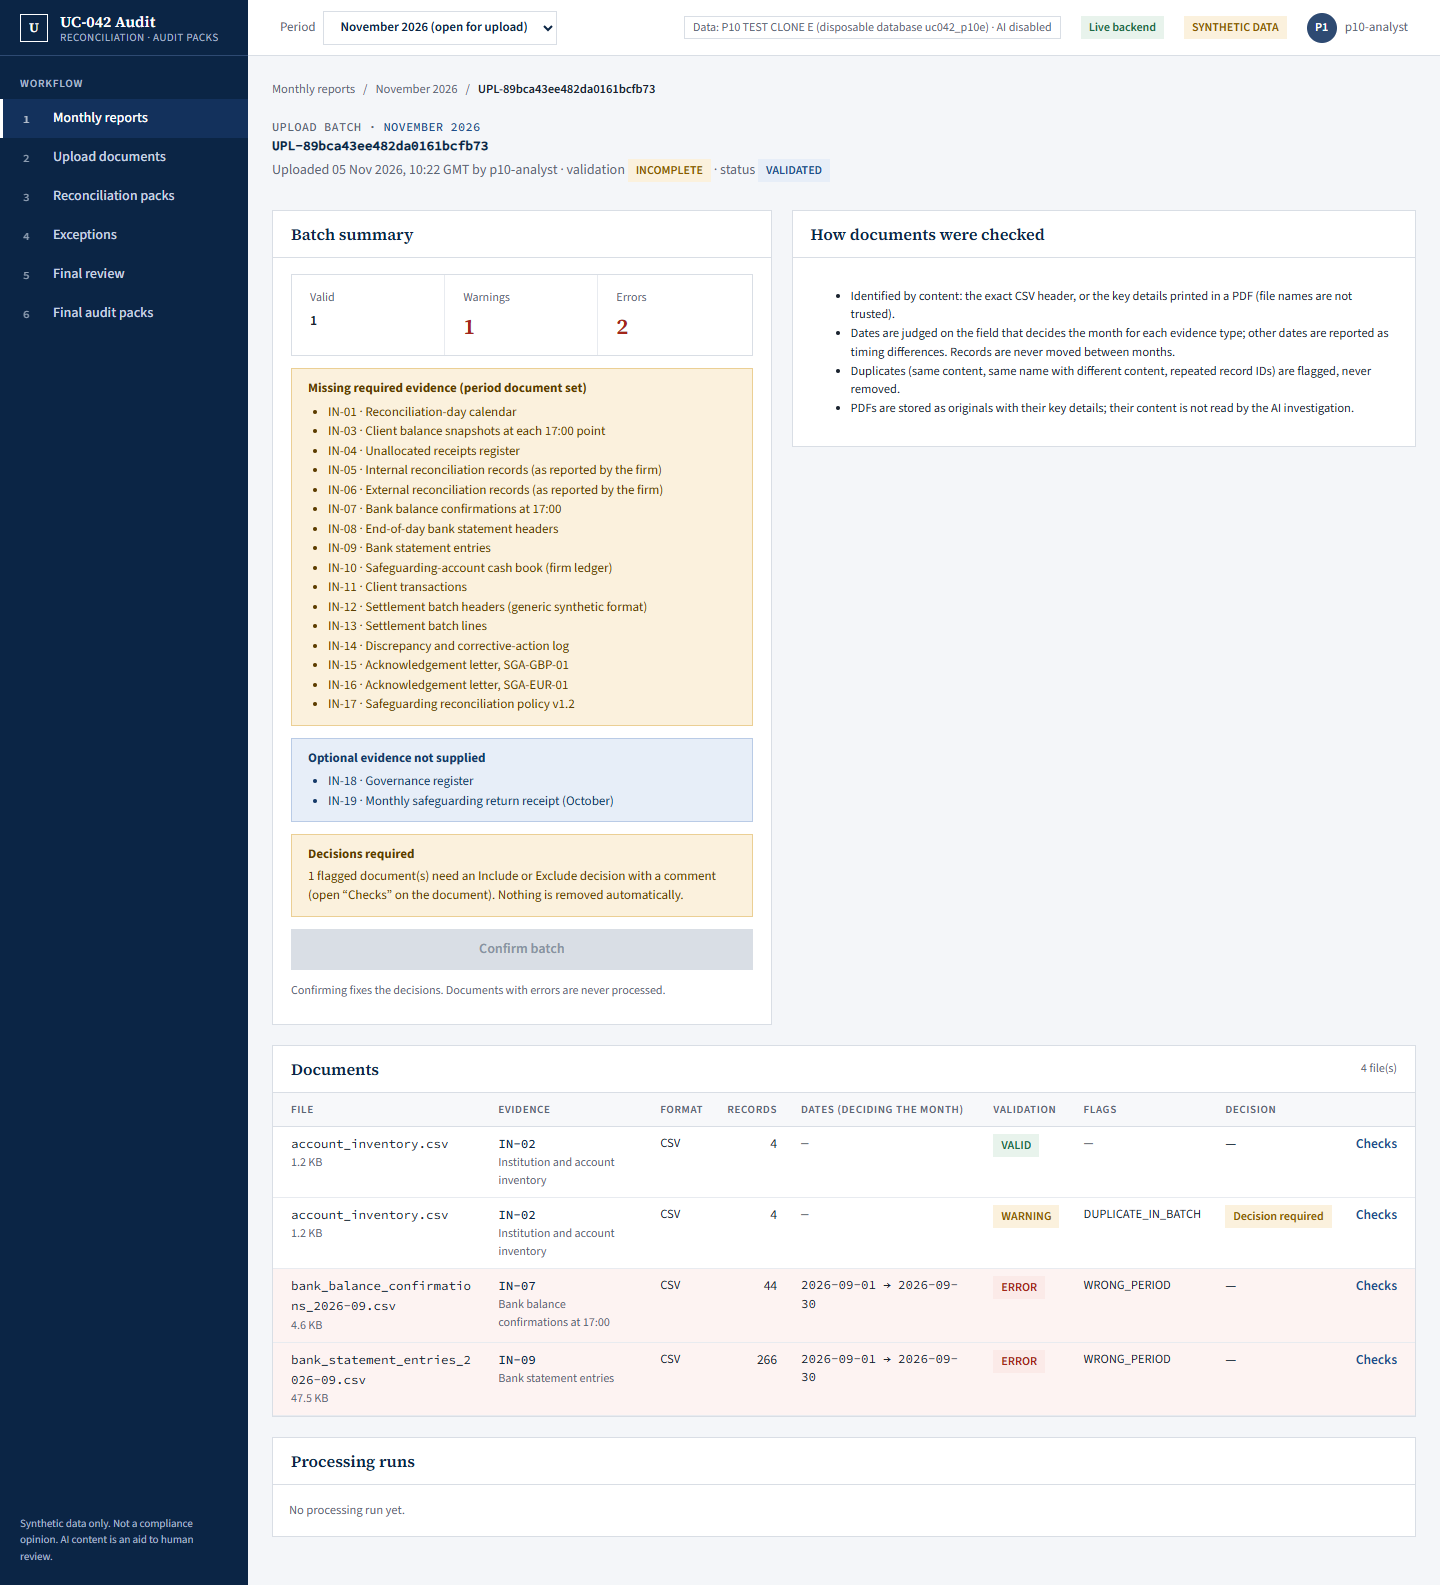 U
UC-042 Audit
RECONCILIATION · AUDIT PACKS
WORKFLOW
1 Monthly reports
2 Upload documents
3 Reconciliation packs
4 Exceptions
5 Final review
6 Final audit packs
Synthetic data only. Not a compliance
opinion. AI content is an aid to human
review.
Period November 2026 (open for upload)
Data: P10 TEST CLONE E (disposable database uc042_p10e) · AI disabled
Live backend
SYNTHETIC DATA
P1 p10-analyst
Monthly reports / November 2026 / UPL-89bca43ee482da0161bcfb73
UPLOAD BATCH · NOVEMBER 2026
UPL-89bca43ee482da0161bcfb73
Uploaded 05 Nov 2026, 10:22 GMT by p10-analyst · validation INCOMPLETE · status VALIDATED
Batch summary
Valid Warnings Errors
1 1 2
Missing required evidence (period document set)
• IN-01 · Reconciliation-day calendar
• IN-03 · Client balance snapshots at each 17:00 point
• IN-04 · Unallocated receipts register
• IN-05 · Internal reconciliation records (as reported by the firm)
• IN-06 · External reconciliation records (as reported by the firm)
• IN-07 · Bank balance confirmations at 17:00
• IN-08 · End-of-day bank statement headers
• IN-09 · Bank statement entries
• IN-10 · Safeguarding-account cash book (firm ledger)
• IN-11 · Client transactions
• IN-12 · Settlement batch headers (generic synthetic format)
• IN-13 · Settlement batch lines
• IN-14 · Discrepancy and corrective-action log
• IN-15 · Acknowledgement letter, SGA-GBP-01
• IN-16 · Acknowledgement letter, SGA-EUR-01
• IN-17 · Safeguarding reconciliation policy v1.2
Optional evidence not supplied
• IN-18 · Governance register
• IN-19 · Monthly safeguarding return receipt (October)
Decisions required
1 flagged document(s) need an Include or Exclude decision with a comment
(open “Checks” on the document). Nothing is removed automatically.
Confirm batch
Confirming fixes the decisions. Documents with errors are never processed.
How documents were checked
• Identified by content: the exact CSV header, or the key details printed in a PDF (file names are not
trusted).
• Dates are judged on the field that decides the month for each evidence type; other dates are reported as
timing differences. Records are never moved between months.
• Duplicates (same content, same name with different content, repeated record IDs) are flagged, never
removed.
• PDFs are stored as originals with their key details; their content is not read by the AI investigation.
Documents
4 file(s)
FILE EVIDENCE FORMAT RECORDS DATES (DECIDING THE MONTH) VALIDATION FLAGS DECISION
account_inventory.csv IN-02 CSV 4 — VALID — — Checks
1.2 KB Institution and account
inventory
account_inventory.csv IN-02 CSV 4 — WARNING DUPLICATE_IN_BATCH Decision required Checks
1.2 KB Institution and account
inventory
bank_balance_confirmatio IN-07 CSV 44 2026-09-01 → 2026-09- ERROR WRONG_PERIOD — Checks
ns_2026-09.csv Bank balance 30
4.6 KB confirmations at 17:00
bank_statement_entries_2 IN-09 CSV 266 2026-09-01 → 2026-09- ERROR WRONG_PERIOD — Checks
026-09.csv Bank statement entries 30
47.5 KB
Processing runs
No processing run yet.